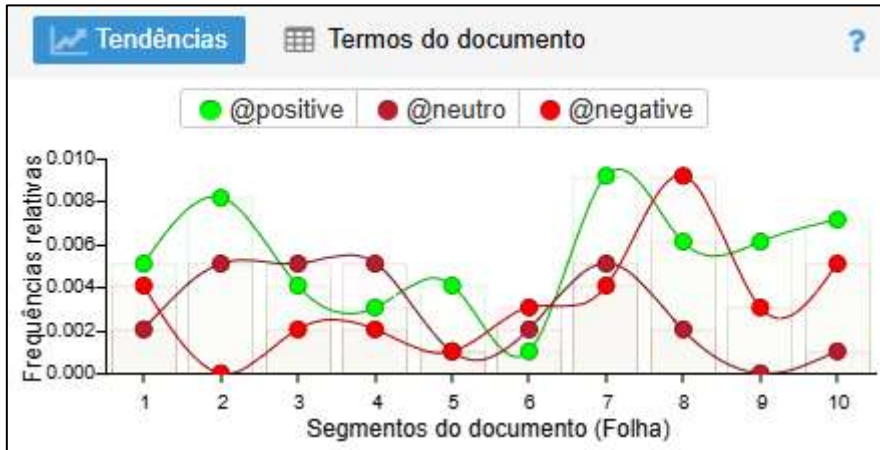 Tendências Termos do documento ?
@positive @neutro @negative
Frequências relativas
0.010
0.008
0.006
0.004
0.002
0.000
1 2 3 4 5 6 7 8 9 10
Segmentos do documento (Folha)